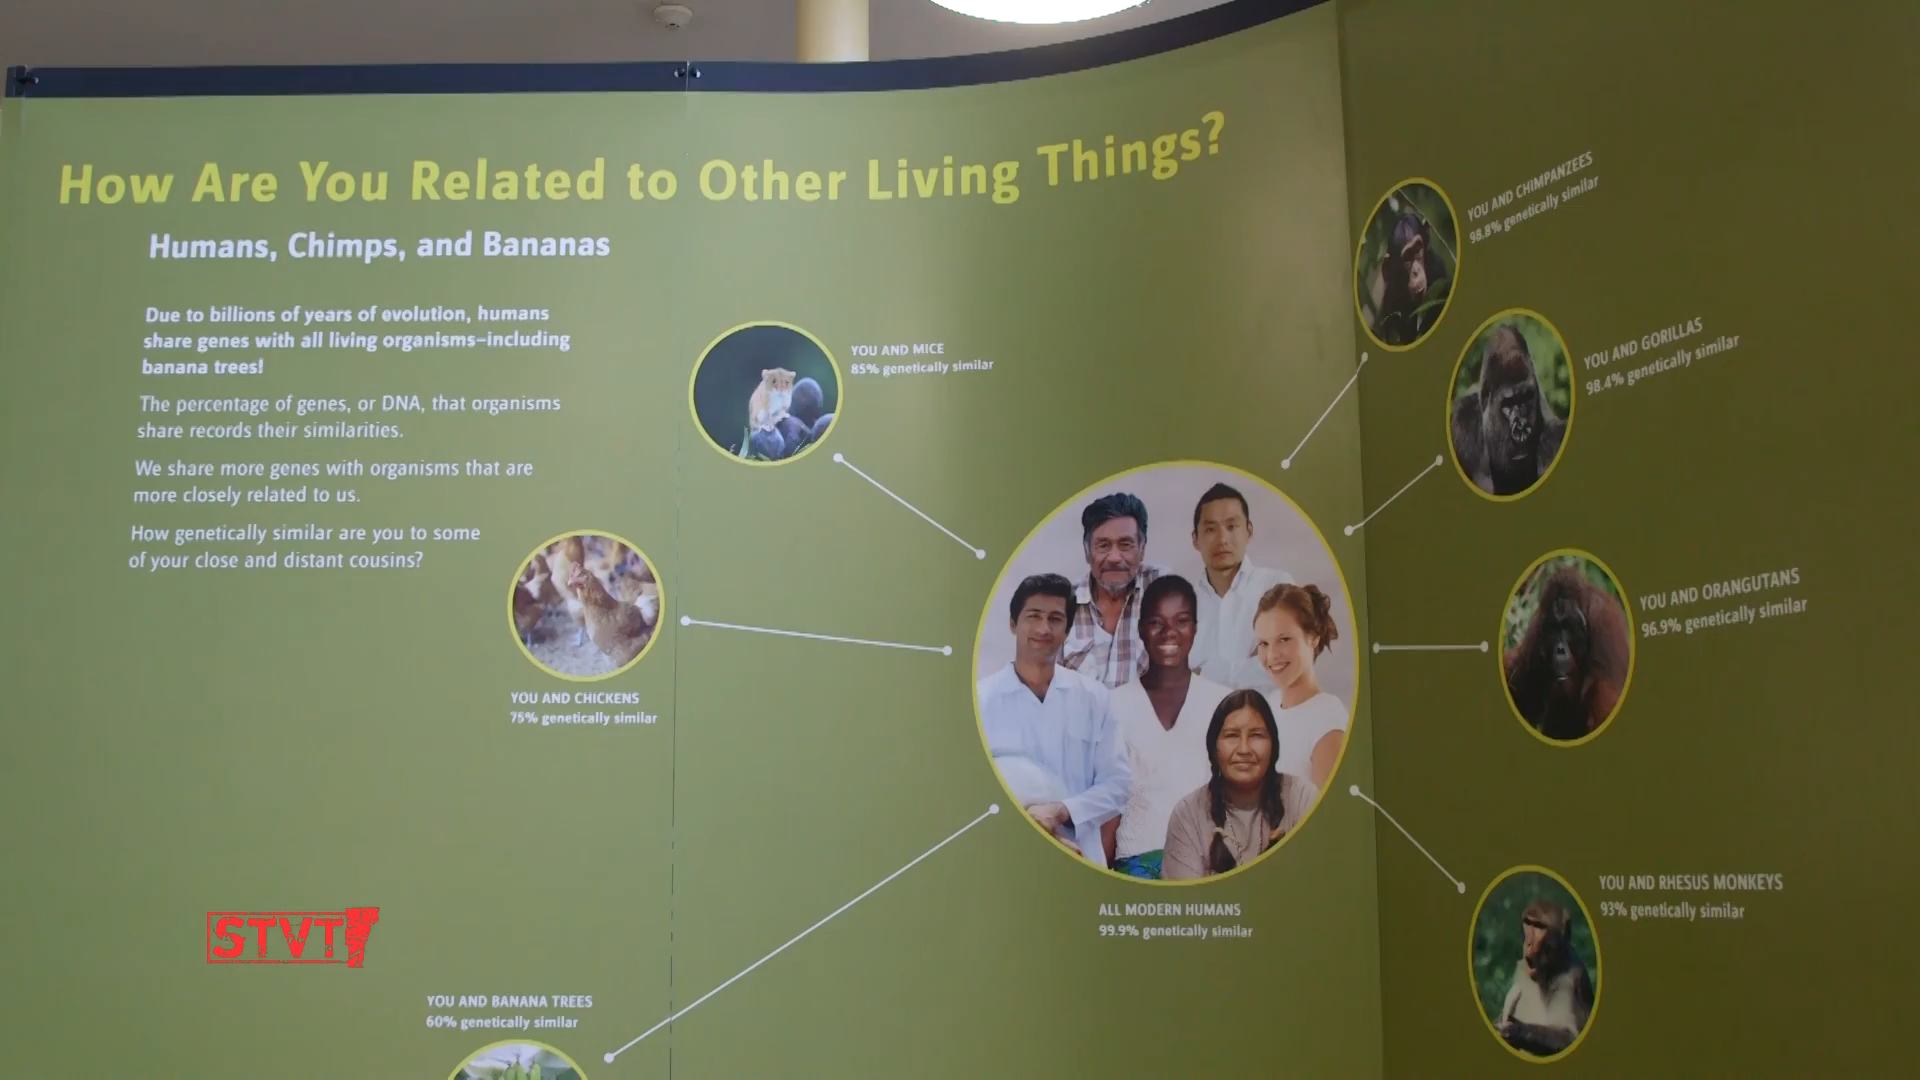 How Are You Related to Other Living Things?
Humans, Chimps, and Bananas
Due to billions of years of evolution, humans
share genes with all living organisms–including
banana trees!
The percentage of genes, or DNA, that organisms
share records their similarities.
We share more genes with organisms that are
more closely related to us.
How genetically similar are you to some
of your close and distant cousins?
YOU AND MICE
85% genetically similar
YOU AND CHICKENS
75% genetically similar
YOU AND BANANA TREES
60% genetically similar
ALL MODERN HUMANS
99.9% genetically similar
YOU AND CHIMPANZEES
98.8% genetically similar
YOU AND GORILLAS
98.4% genetically similar
YOU AND ORANGUTANS
96.9% genetically similar
YOU AND RHESUS MONKEYS
93% genetically similar
STVT